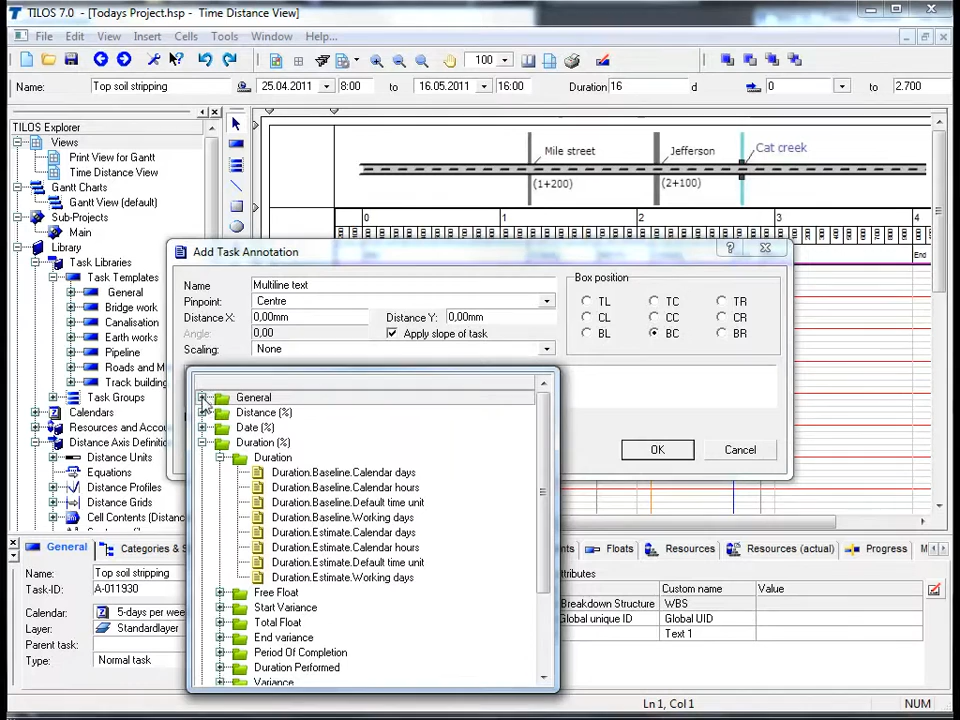 TILOS 7.0 - [Todays Project.hsp - Time Distance View]
File Edit View Insert Cells Tools Window Help...
100
Name: Top soil stripping 25.04.2011 8:00 to 16.05.2011 16:00 Duration 16 d 0 to 2.700
TILOS Explorer
Views
Print View for Gantt
Time Distance View
Gantt Charts
Gantt View (default)
Sub-Projects
Main
Library
Task Libraries
Task Templates
General
Bridge work
Canalisation
Earth works
Pipeline
Roads and M
Track building
Task Groups
Calendars
Resources and Accou
Distance Axis Definitio
Distance Units
Equations
Distance Profiles
Distance Grids
Cell Contents (Distanc
Mile street Jefferson Cat creek
(1+200) (2+100)
0 1 2 3 4
End
Add Task Annotation
Name Multiline text
Pinpoint: Centre
Distance X: 0,00mm Distance Y: 0,00mm
Angle: 0,00 Apply slope of task
Scaling: None
Box position
TL TC TR
CL CC CR
BL BC BR
OK Cancel
General
Distance (%)
Date (%)
Duration (%)
Duration
Duration.Baseline.Calendar days
Duration.Baseline.Calendar hours
Duration.Baseline.Default time unit
Duration.Baseline.Working days
Duration.Estimate.Calendar days
Duration.Estimate.Calendar hours
Duration.Estimate.Default time unit
Duration.Estimate.Working days
Free Float
Start Variance
Total Float
End variance
Period Of Completion
Duration Performed
Variance
General Categories & S
Name: Top soil stripping
Task-ID: A-011930
Calendar: 5-days per wee
Layer: Standardlayer
Parent task:
Type: Normal task
nts Floats Resources Resources (actual) Progress M
ttributes
Custom name Value
Breakdown Structure WBS
Global unique ID Global UID
Text 1
Ln 1, Col 1 NUM